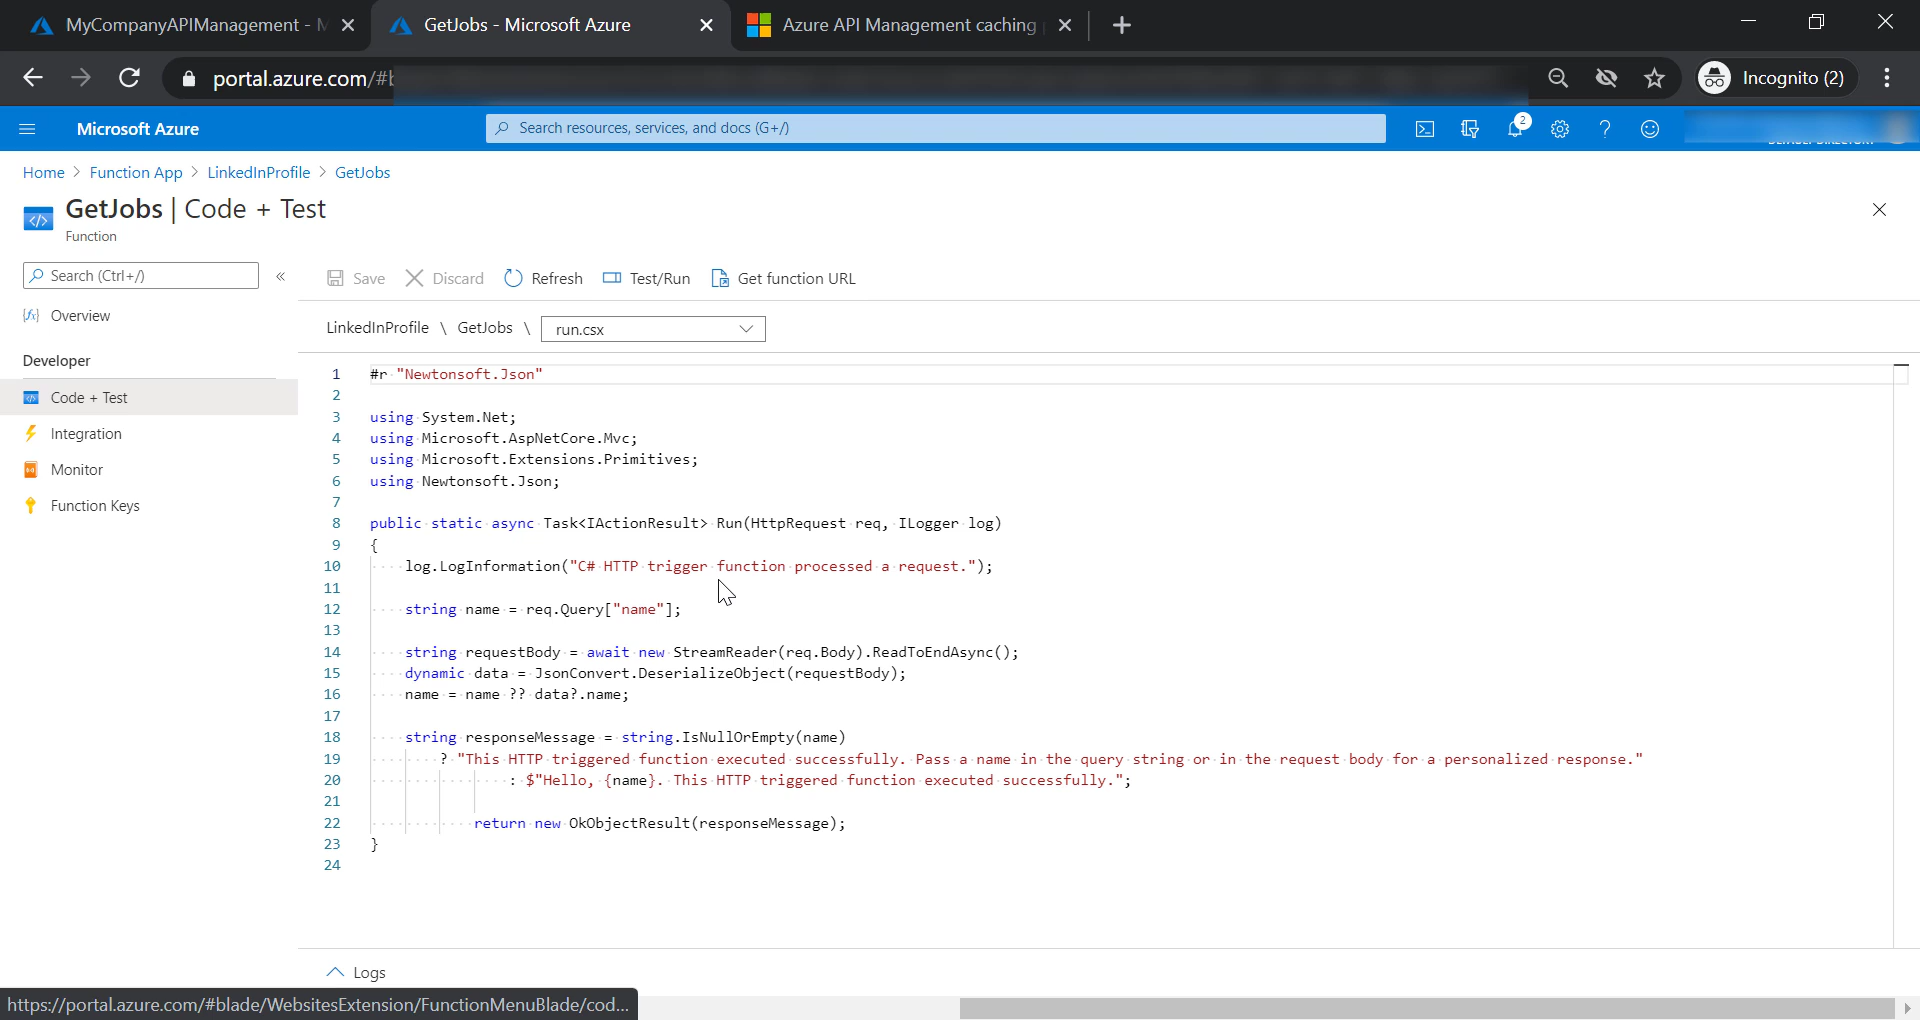 MyCompanyAPIManagement -
GetJobs - Microsoft Azure
Azure API Management caching
portal.azure.com/#
Incognito (2)
Microsoft Azure
Search resources, services, and docs (G+/)
2
Home > Function App > LinkedInProfile > GetJobs
GetJobs | Code + Test
Function
Search (Ctrl+/)
«
Save
Discard
Refresh
Test/Run
Get function URL
Overview
Developer
Code + Test
Integration
Monitor
Function Keys
LinkedInProfile \ GetJobs \ run.csx
1 #r "Newtonsoft.Json"
2
3 using System.Net;
4 using Microsoft.AspNetCore.Mvc;
5 using Microsoft.Extensions.Primitives;
6 using Newtonsoft.Json;
7
8 public static async Task<IActionResult> Run(HttpRequest req, ILogger log)
9 {
10 log.LogInformation("C# HTTP trigger function processed a request.");
11
12 string name = req.Query["name"];
13
14 string requestBody = await new StreamReader(req.Body).ReadToEndAsync();
15 dynamic data = JsonConvert.DeserializeObject(requestBody);
16 name = name ?? data?.name;
17
18 string responseMessage = string.IsNullOrEmpty(name)
19 ? "This HTTP triggered function executed successfully. Pass a name in the query string or in the request body for a personalized response."
20 : $"Hello, {name}. This HTTP triggered function executed successfully.";
21
22 return new OkObjectResult(responseMessage);
23 }
24
Logs
https://portal.azure.com/#blade/WebsitesExtension/FunctionMenuBlade/cod...